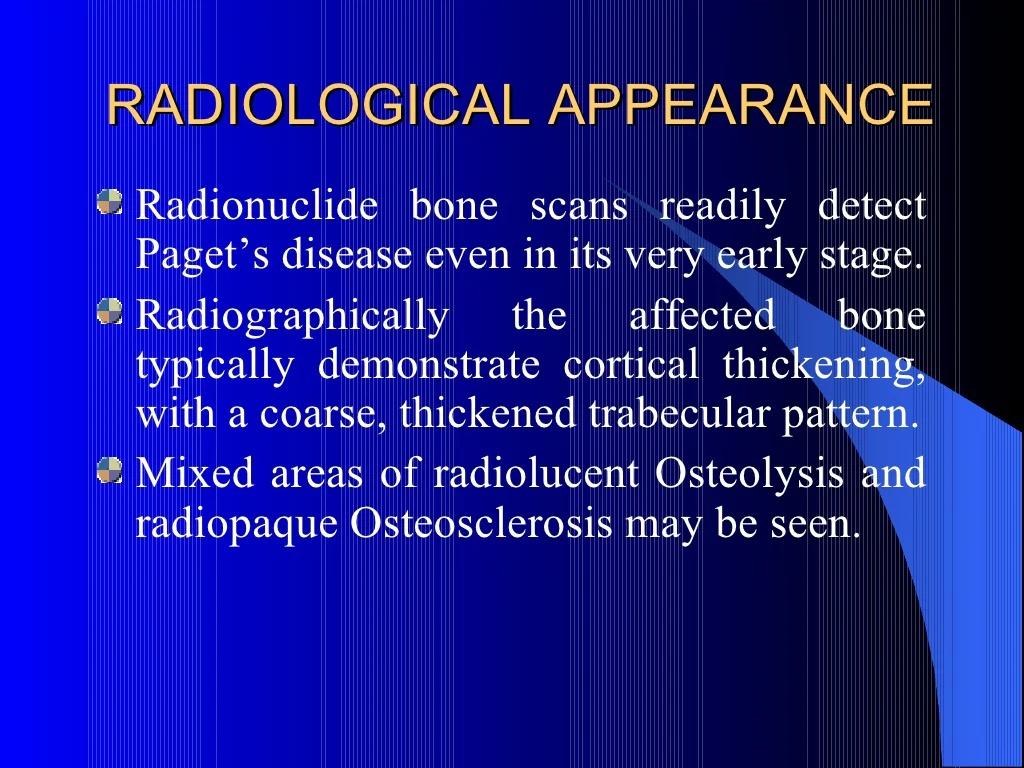 RADIOLOGICAL APPEARANCE
Radionuclide bone scans readily detect
Paget’s disease even in its very early stage.
Radiographically the affected bone
typically demonstrate cortical thickening,
with a coarse, thickened trabecular pattern.
Mixed areas of radiolucent Osteolysis and
radiopaque Osteosclerosis may be seen.